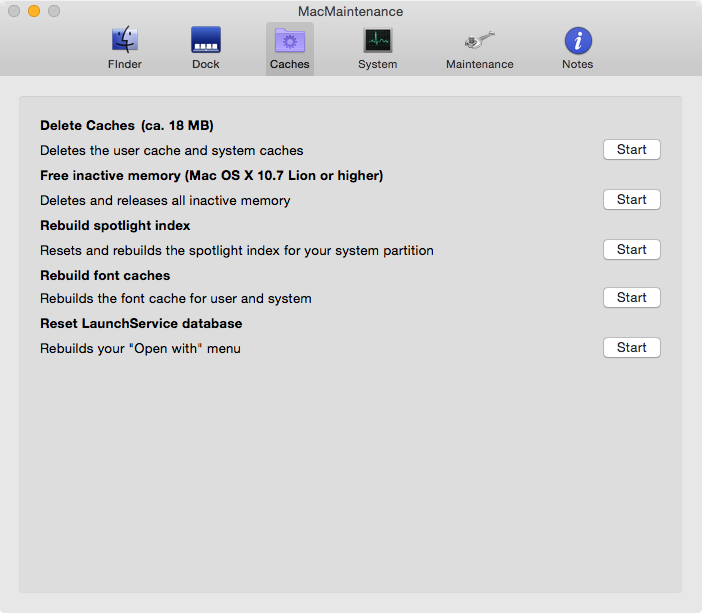 MacMaintenance
FInder Dock Caches System Maintenance Notes
Delete Caches (ca. 18 MB)
Deletes the user cache and system caches Start
Free inactive memory (Mac OS X 10.7 Lion or higher)
Deletes and releases all inactive memory Start
Rebuild spotlight index
Resets and rebuilds the spotlight index for your system partition Start
Rebuild font caches
Rebuilds the font cache for user and system Start
Reset LaunchService database
Rebuilds your "Open with" menu Start